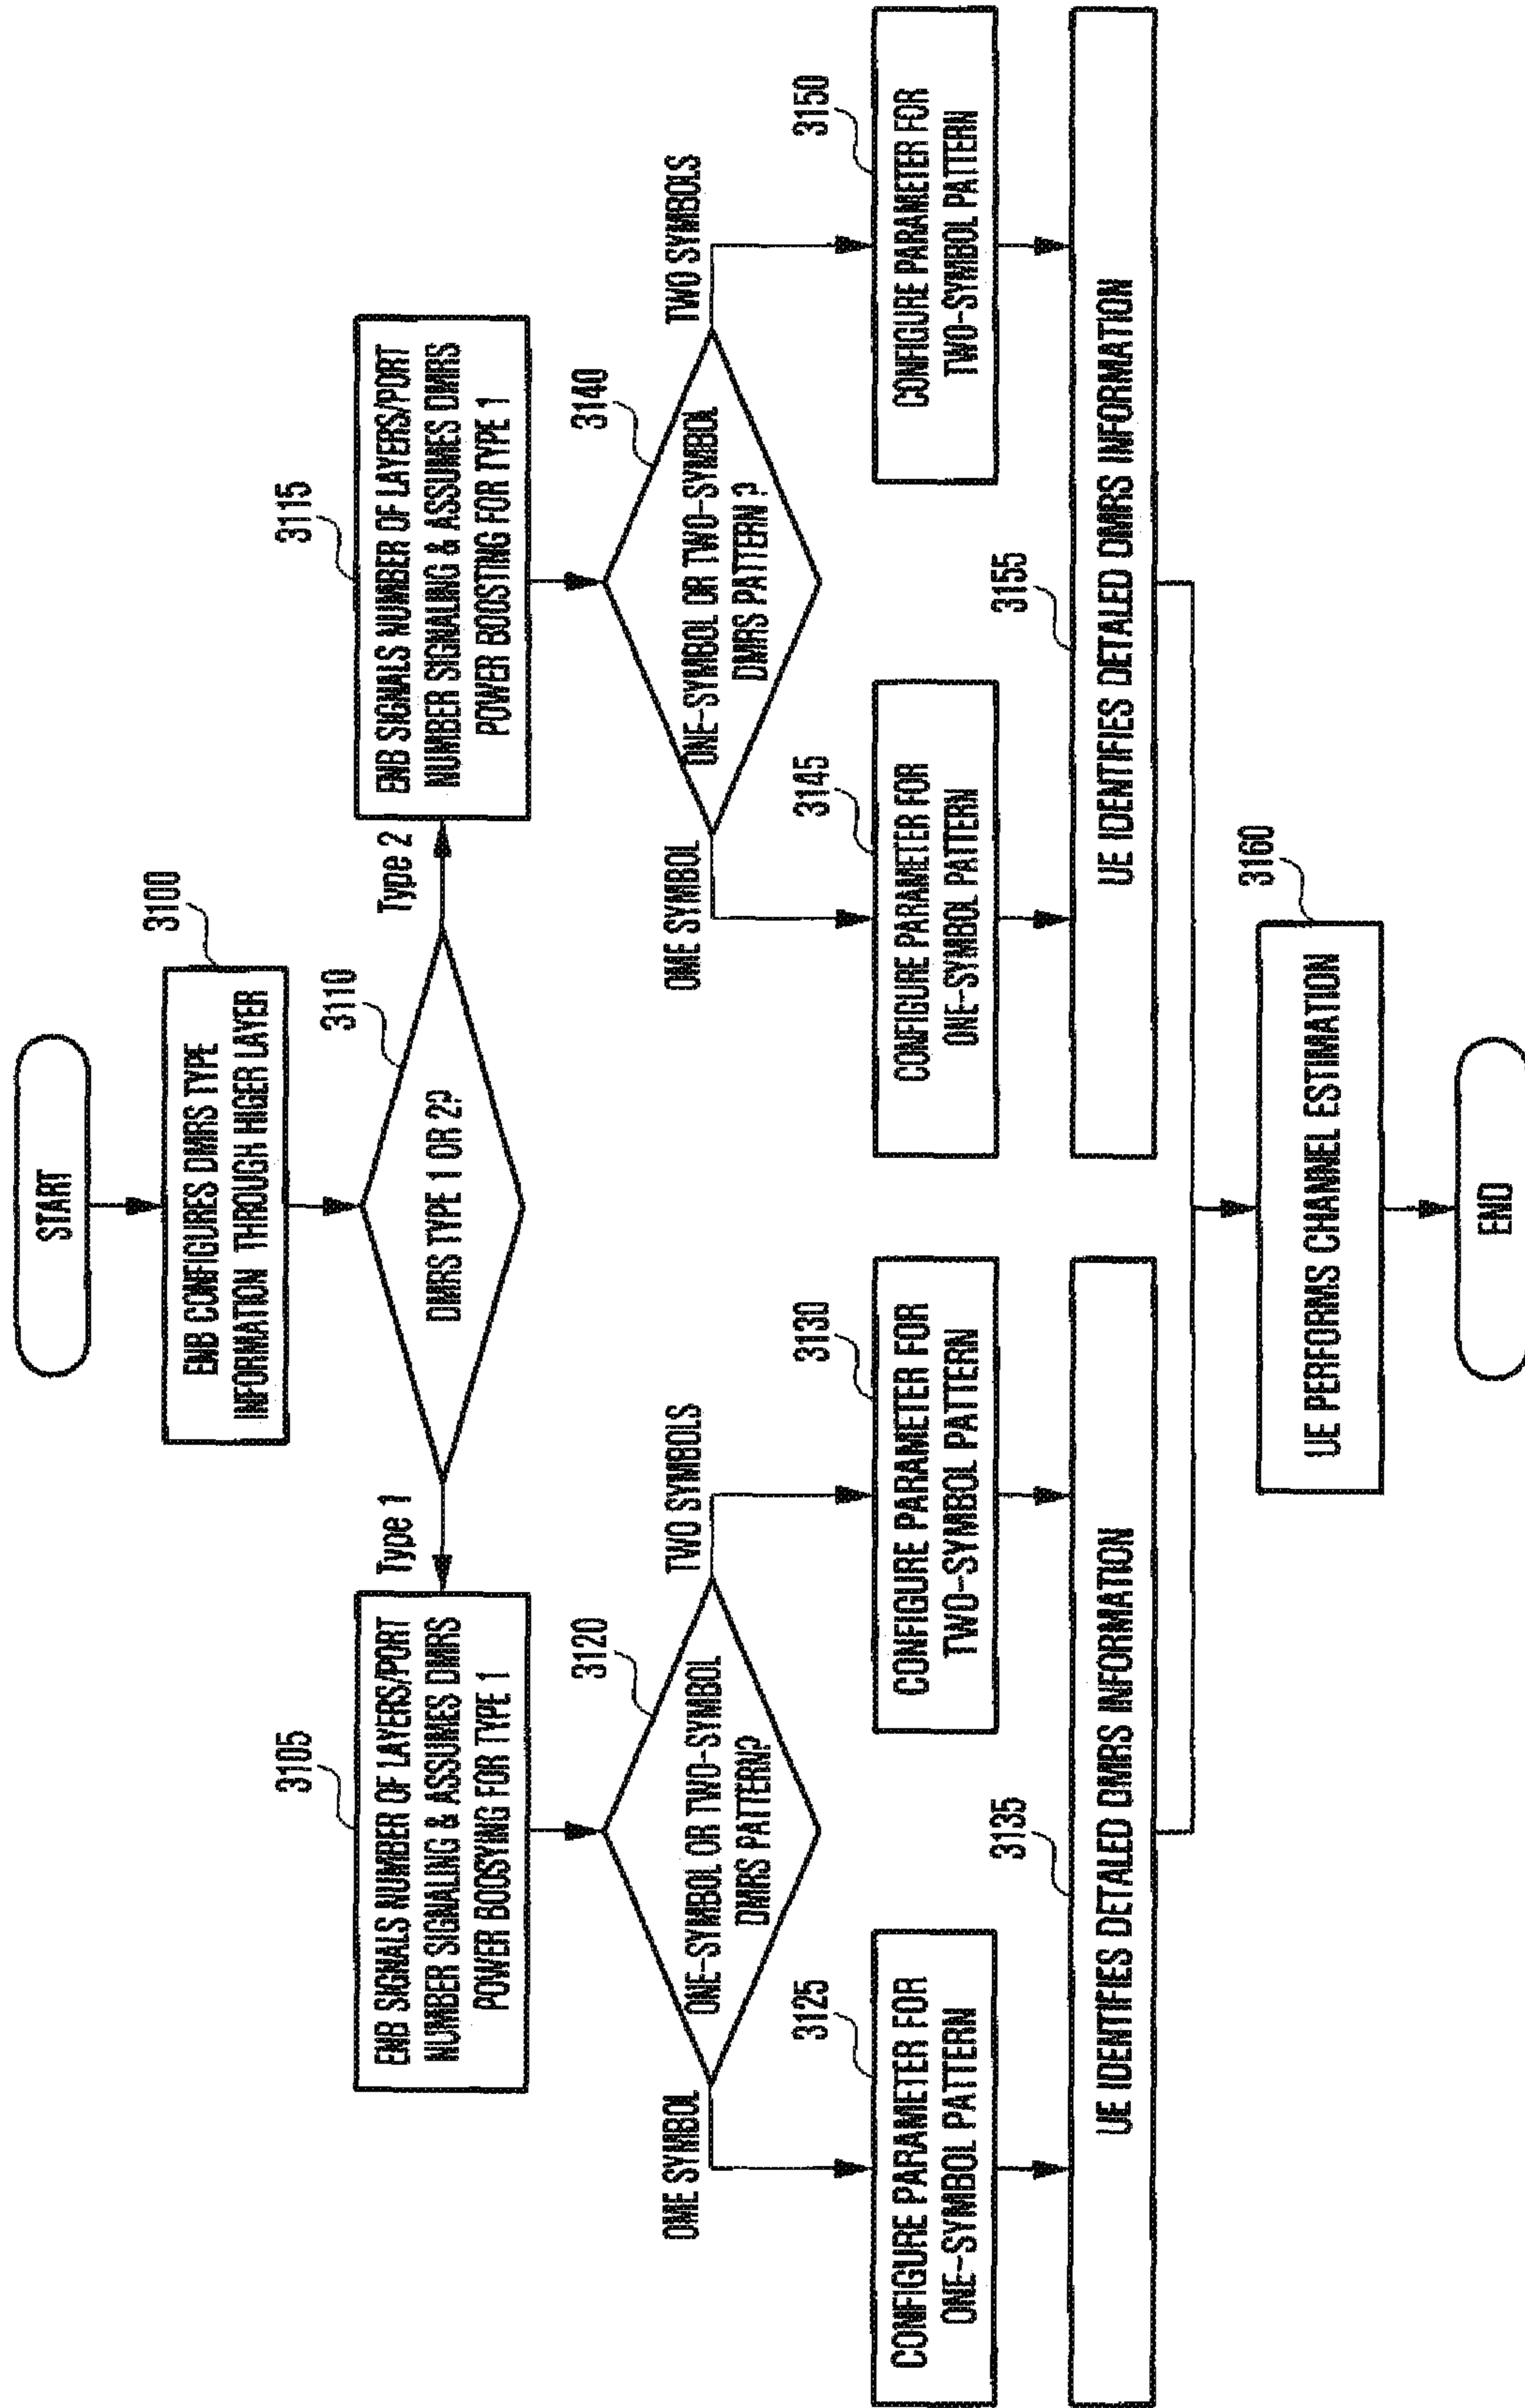 START
3100
ENB CONFIGURES DMRS TYPE
INFORMATION THROUGH HIGER LAYER
3110
DMRS TYPE 1 OR 2?
Type 1
Type 2
3105
ENB SIGNALS NUMBER OF LAYERS/PORT
NUMBER SIGNALING & ASSUMES DMRS
POWER BOOSYING FOR TYPE 1
3115
ENB SIGNALS NUMBER OF LAYERS/PORT
NUMBER SIGNALING & ASSUMES DMRS
POWER BOOSTING FOR TYPE 1
3120
ONE-SYMBOL OR TWO-SYMBOL
DMRS PATTERN?
OME SYMBOL
TWO SYMBOLS
3140
ONE-SYMBOL OR TWO-SYMBOL
DMRS PATTERN ?
OME SYMBOL
TWO SYMBOLS
3125
CONFIGURE PARAMETER FOR
ONE-SYMBOL PATTERN
3130
CONFIGURE PARAMETER FOR
TWO-SYMBOL PATTERN
3145
CONFIGURE PARAMETER FOR
ONE-SYMBOL PATTERN
3150
CONFIGURE PARAMETER FOR
TWO-SYMBOL PATTERN
3135
UE IDENTIFIES DETALED DMRS INFORMATION
3155
UE IDENTIFIES DETALED DMRS INFORMATION
3160
UE PERFORMS CHANNEL ESTIMATION
END